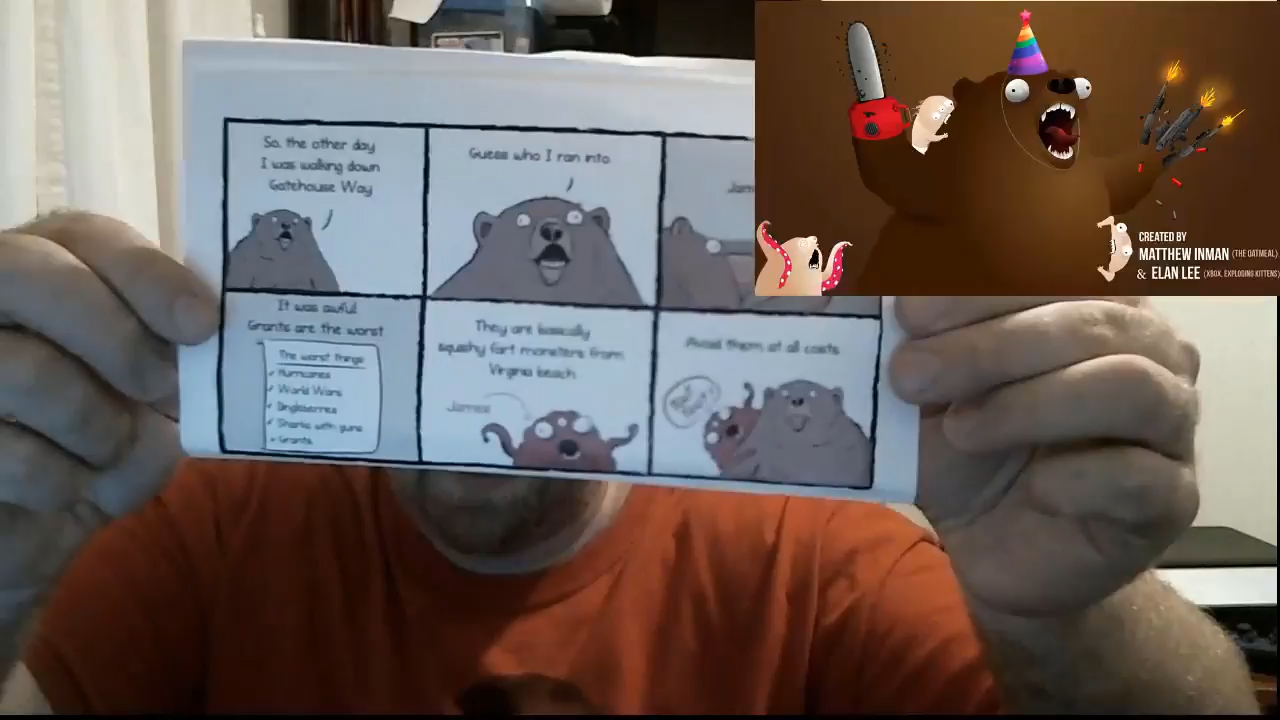 So, the other day
I was walking down
Gatehouse Way
Guess who I ran into
It was awful
Grants are the worst
The worst things
Hurricanes
World Wars
Dingleberries
Sharks with guns
Grants
They are basically
squishy fart monsters from
Virginia beach
James
Avoid them at all costs
CREATED BY
MATTHEW INMAN (THE OATMEAL)
& ELAN LEE (XBOX, EXPLODING KITTENS)